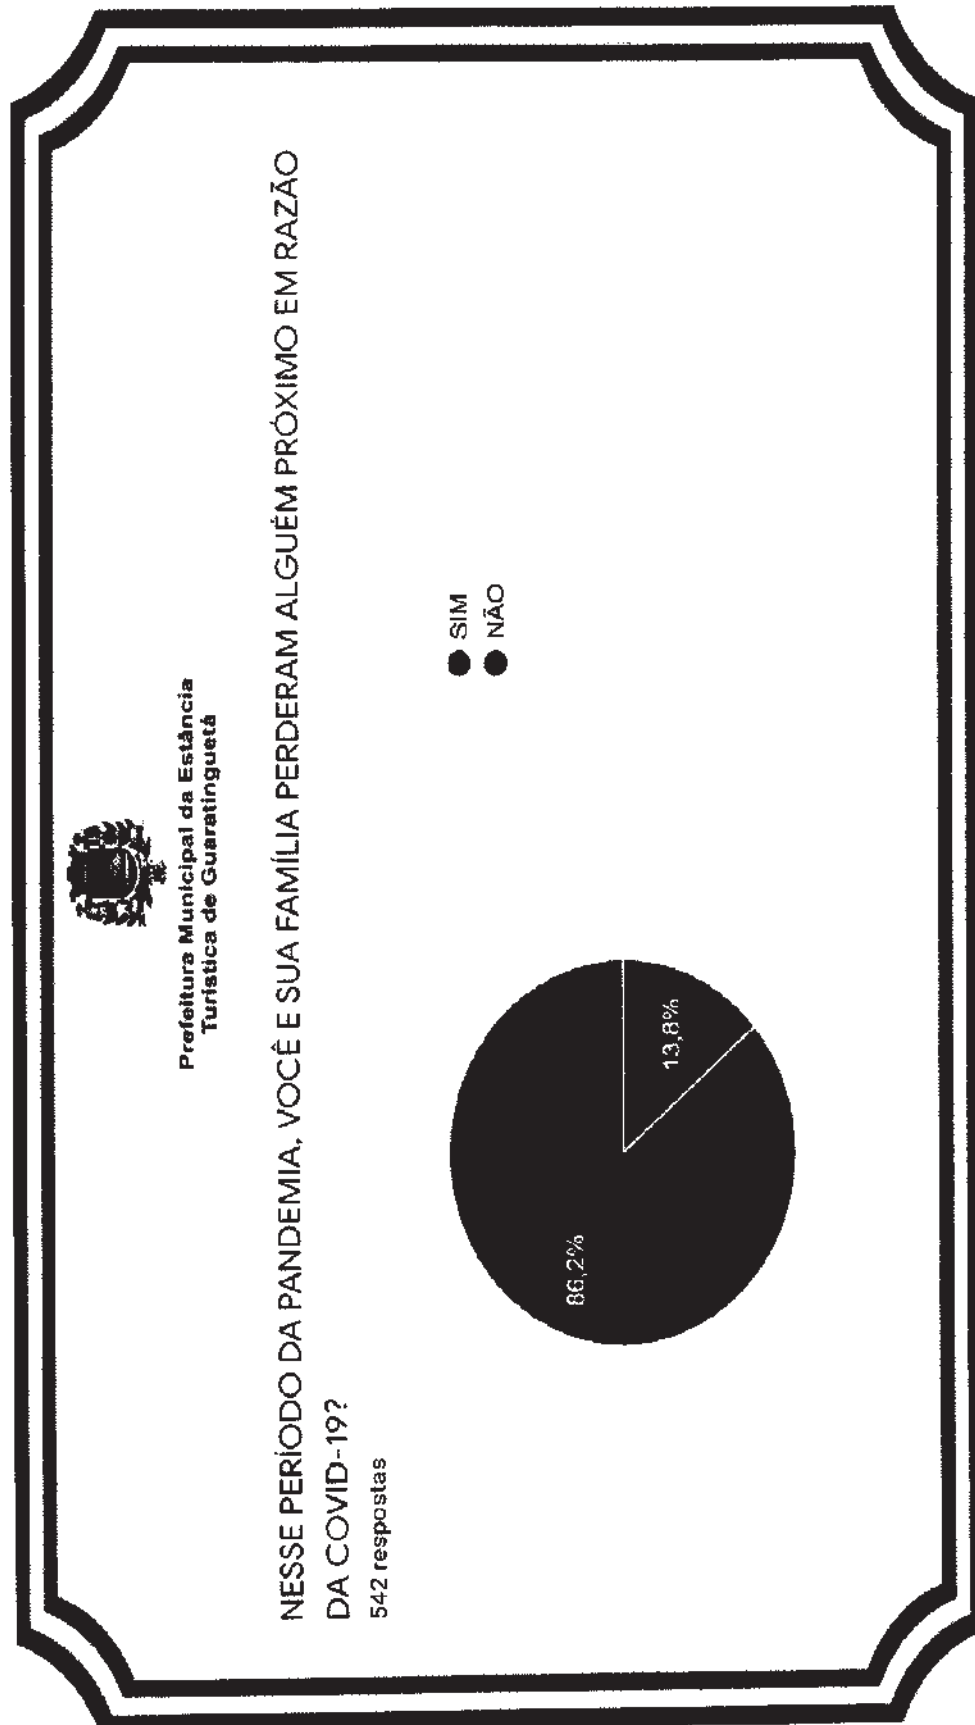 Prefeitura Municipal da Estância
Turística de Guaratinguetá
NESSE PERÍODO DA PANDEMIA, VOCÊ E SUA FAMÍLIA PERDERAM ALGUÉM PRÓXIMO EM RAZÃO
DA COVID-19?
542 respostas
SIM
NÃO
86,2%
13,8%